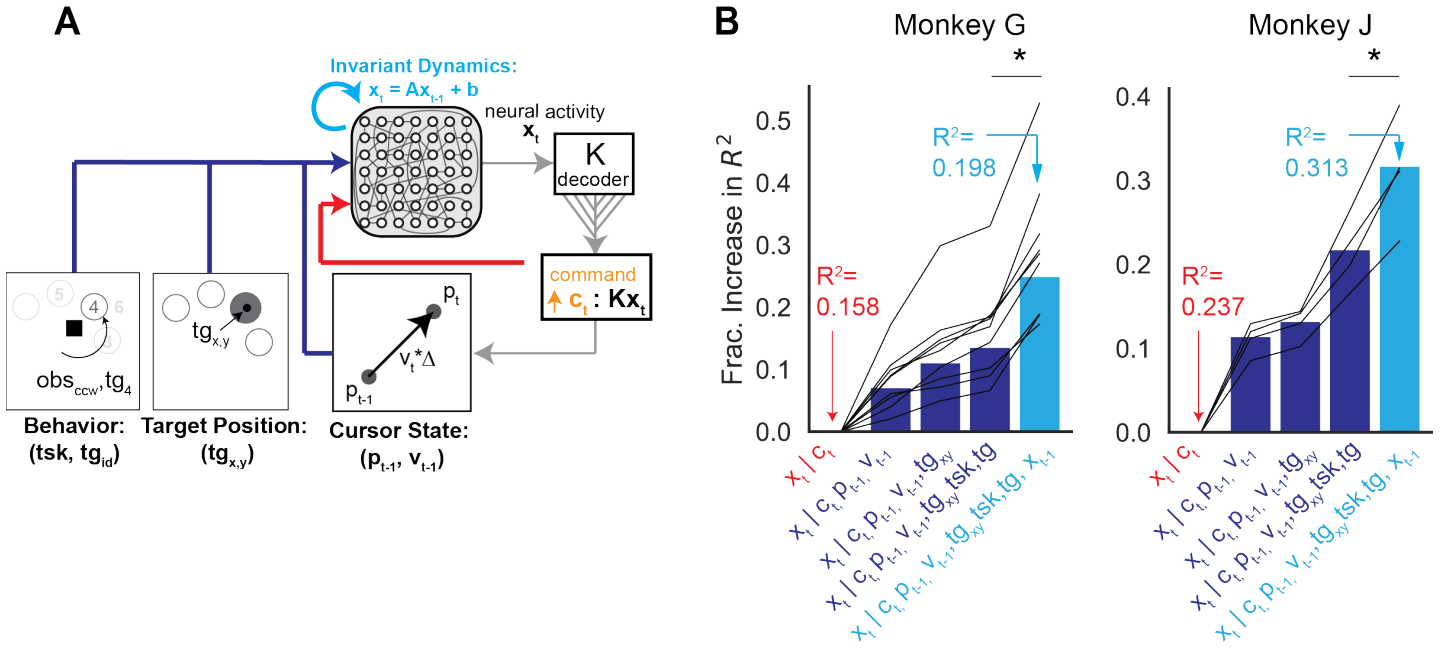 A
Invariant Dynamics:
xt = Axt-1 + b
neural activity
xt
K
decoder
command
ct : Kxt
5
4
6
3
obsccw,tg4
tgx,y
pt
vt*Δ
pt-1
Behavior:
(tsk, tgid)
Target Position:
(tgx,y)
Cursor State:
(pt-1, vt-1)
B
Monkey G
*
Frac. Increase in R2
0.5
0.4
0.3
0.2
0.1
0.0
R2=
0.198
R2=
0.158
xt | ct
xt | ct, pt-1, vt-1
xt | ct, pt-1, vt-1,tgxy
xt | ct, pt-1, vt-1,tgxy,tsk,tg
xt | ct, pt-1, vt-1,tgxy,tsk,tg, xt-1
Monkey J
*
0.4
0.3
0.2
0.1
0.0
R2=
0.313
R2=
0.237
xt | ct
xt | ct, pt-1, vt-1
xt | ct, pt-1, vt-1,tgxy
xt | ct, pt-1, vt-1,tgxy,tsk,tg
xt | ct, pt-1, vt-1,tgxy,tsk,tg, xt-1